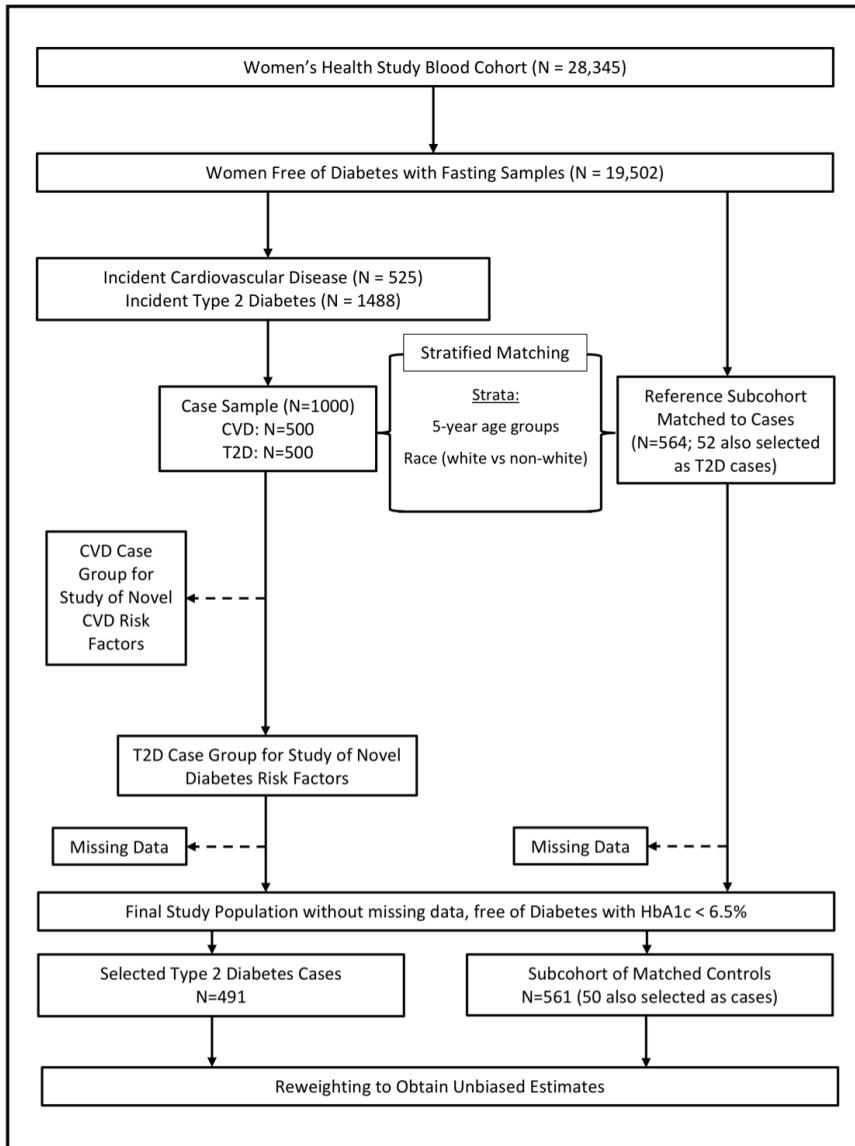 Women’s Health Study Blood Cohort (N = 28,345)
Women Free of Diabetes with Fasting Samples (N = 19,502)
Incident Cardiovascular Disease (N = 525)
Incident Type 2 Diabetes (N = 1488)
Stratified Matching
Strata:
5-year age groups
Race (white vs non-white)
Case Sample (N=1000)
CVD: N=500
T2D: N=500
Reference Subcohort
Matched to Cases
(N=564; 52 also selected
as T2D cases)
CVD Case
Group for
Study of Novel
CVD Risk
Factors
T2D Case Group for Study of Novel
Diabetes Risk Factors
Missing Data
Missing Data
Final Study Population without missing data, free of Diabetes with HbA1c < 6.5%
Selected Type 2 Diabetes Cases
N=491
Subcohort of Matched Controls
N=561 (50 also selected as cases)
Reweighting to Obtain Unbiased Estimates